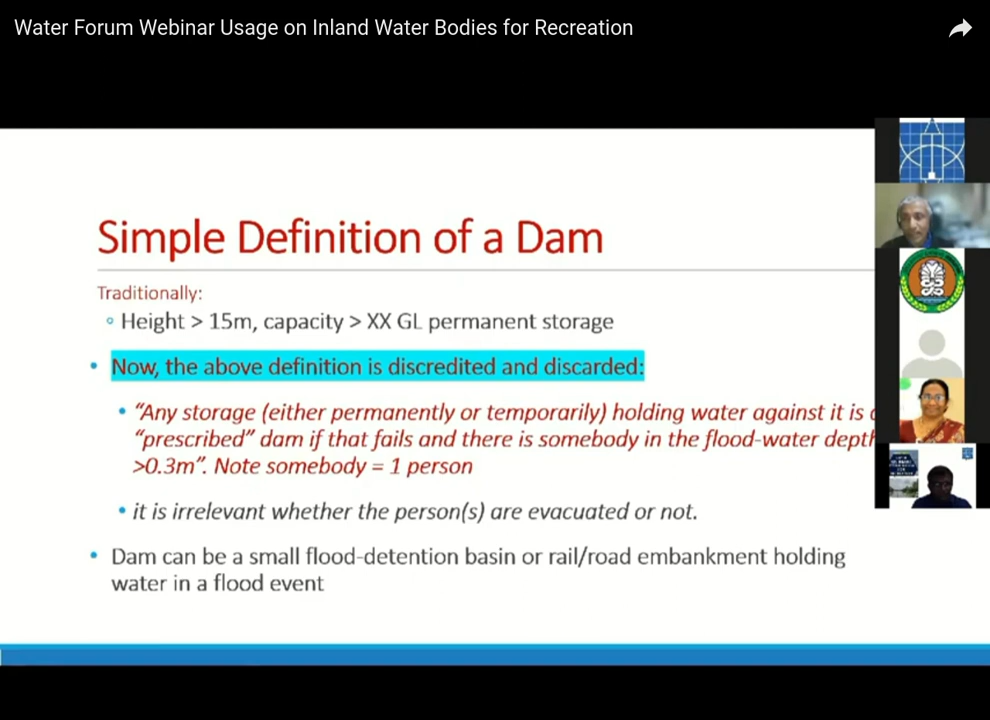 Water Forum Webinar Usage on Inland Water Bodies for Recreation
Simple Definition of a Dam
Traditionally:
Height > 15m, capacity > XX GL permanent storage
Now, the above definition is discredited and discarded:
“Any storage (either permanently or temporarily) holding water against it is
“prescribed” dam if that fails and there is somebody in the flood-water depth
>0.3m”. Note somebody = 1 person
it is irrelevant whether the person(s) are evacuated or not.
Dam can be a small flood-detention basin or rail/road embankment holding
water in a flood event